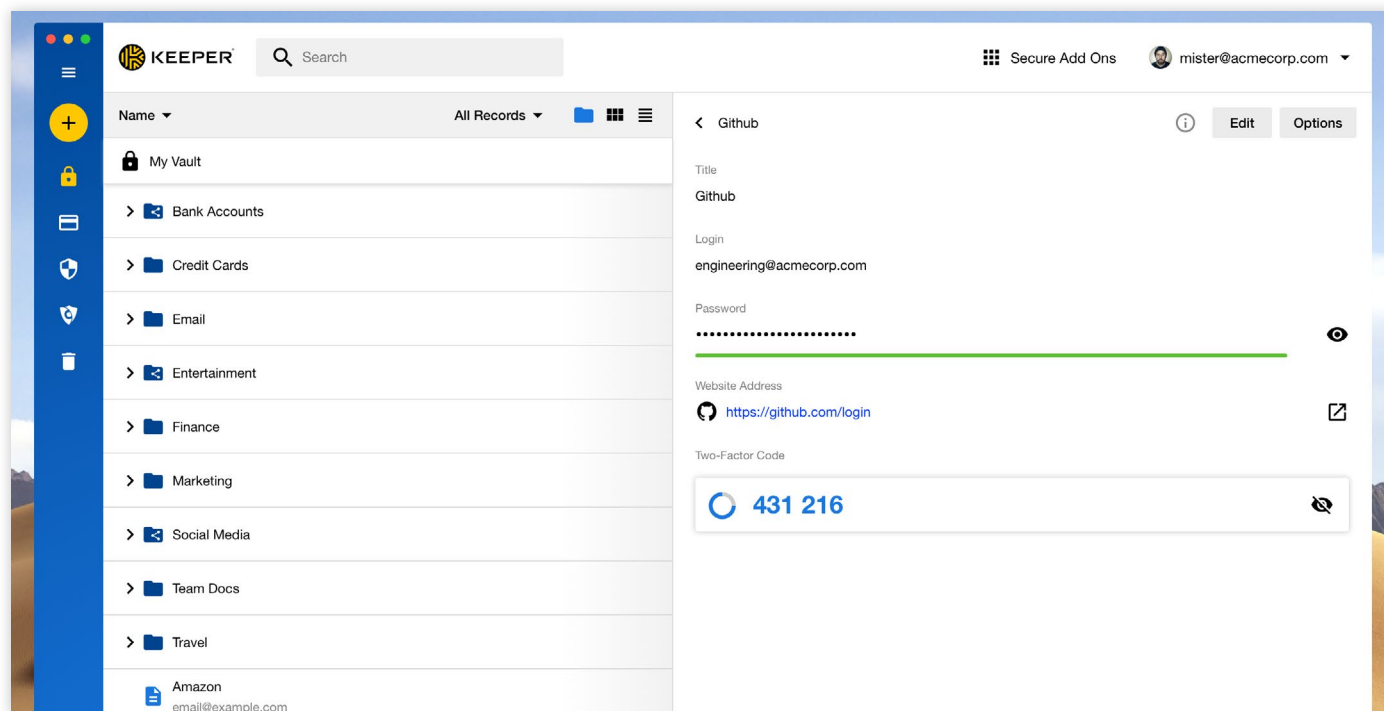 KEEPER
Search
Secure Add Ons
mister@acmecorp.com
Name
All Records
My Vault
Bank Accounts
Credit Cards
Email
Entertainment
Finance
Marketing
Social Media
Team Docs
Travel
Amazon
email@example.com
Github
Edit
Options
Title
Github
Login
engineering@acmecorp.com
Password
••••••••••••••••••••••••
Website Address
https://github.com/login
Two-Factor Code
431 216